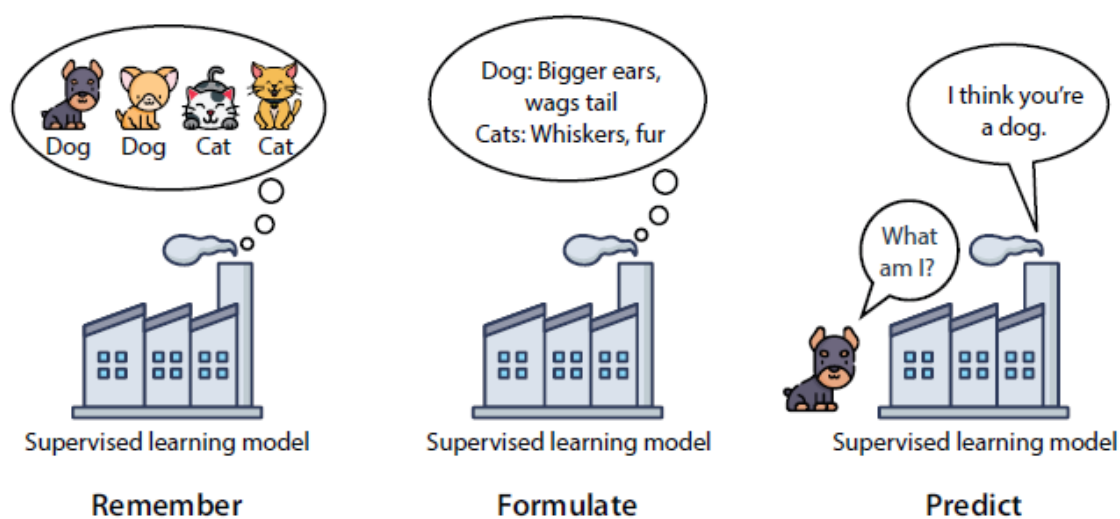 Dog
Dog
Cat
Cat
Supervised learning model
Remember
Dog: Bigger ears,
wags tail
Cats: Whiskers, fur
Supervised learning model
Formulate
I think you're
a dog.
What
am I?
Supervised learning model
Predict